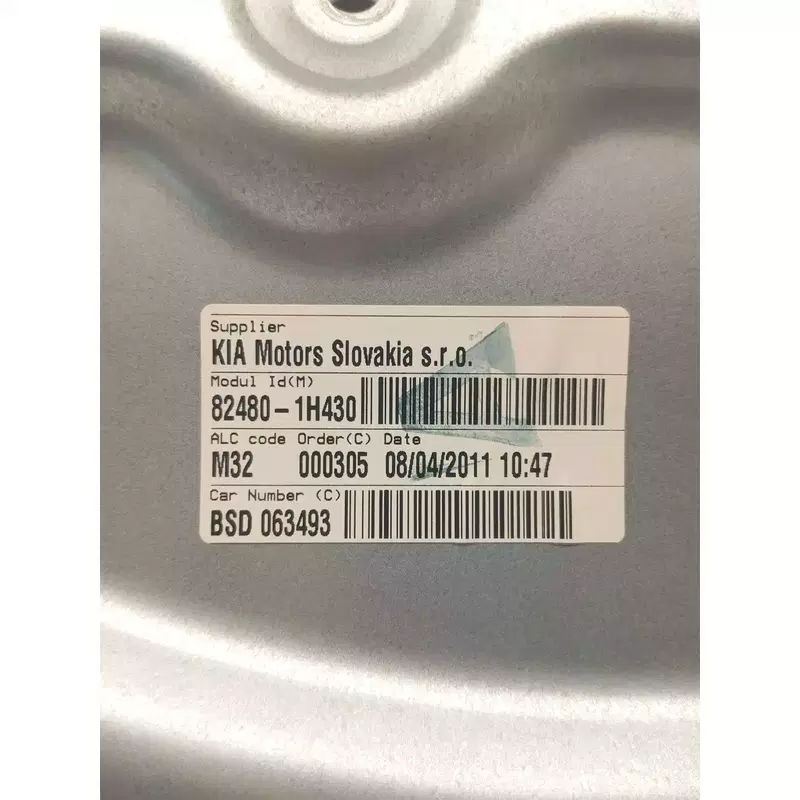 Supplier
KIA Motors Slovakia s.r.o.
Modul Id(M)
82480-1H430
ALC code Order(C) Date
M32 000305 08/04/2011 10:47
Car Number (C)
BSD 063493